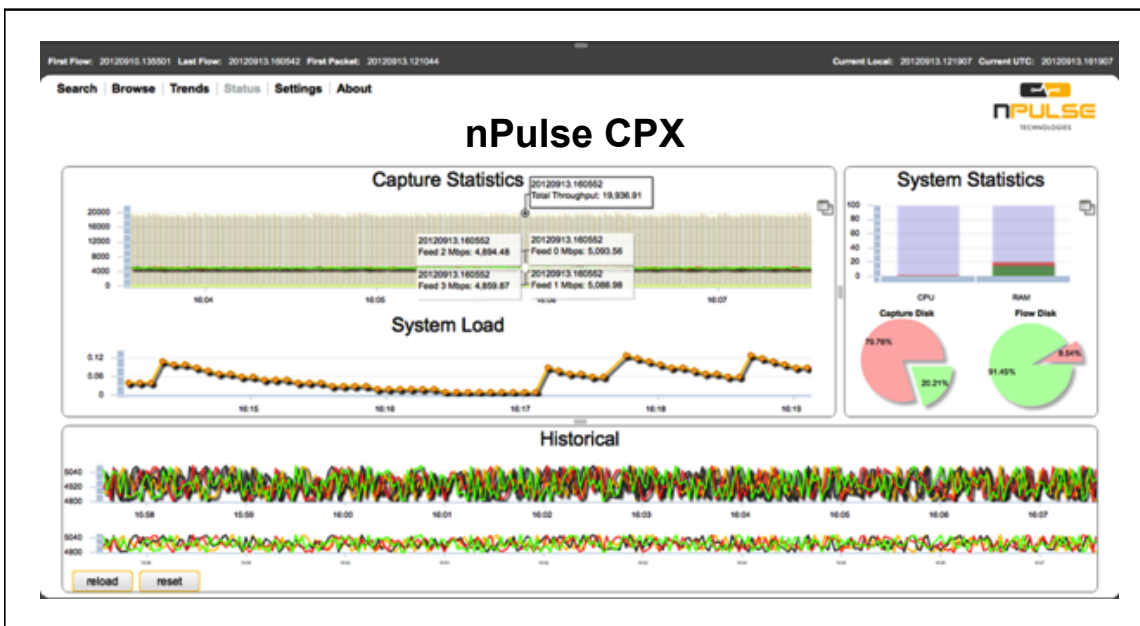 First Flow: 20120910.135501 Last Flow: 20120913.160542 First Packet: 20120913.121044
Current Local: 20120913.121907 Current UTC: 20120913.161907
Search | Browse | Trends | Status | Settings | About
nPULSE
TECHNOLOGIES
nPulse CPX
Capture Statistics
20120913.160552
Total Throughput: 19,936.91
20000
16000
12000
8000
4000
0
20120913.160552
Feed 2 Mbps: 4,894.48
20120913.160552
Feed 0 Mbps: 5,093.56
20120913.160552
Feed 3 Mbps: 4,859.87
20120913.160552
Feed 1 Mbps: 5,088.98
16:04
16:05
16:06
16:07
System Load
0.12
0.06
0
16:15
16:16
16:17
16:18
16:19
System Statistics
100
80
60
40
20
0
CPU
RAM
Capture Disk
Flow Disk
79.78%
20.21%
91.45%
8.54%
Historical
5040
4920
4800
15:58
15:59
16:00
16:01
16:02
16:03
16:04
16:05
16:06
16:07
5040
4800
reload
reset